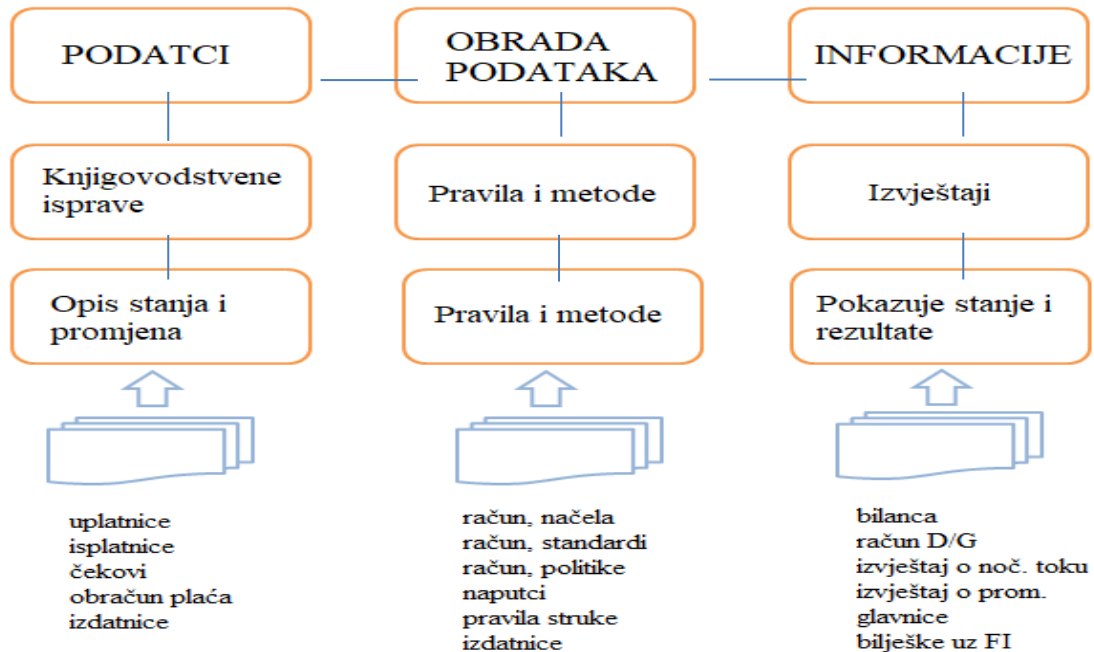 PODATCI
OBRADA
PODATAKA
INFORMACIJE
Knjigovodstvene
isprave
Pravila i metode
Izvještaji
Opis stanja i
promjena
Pravila i metode
Pokazuje stanje i
rezultate
uplatnice
isplatnice
čekovi
obračun plaća
izdatnice
račun, načela
račun, standardi
račun, politike
naputci
pravila struke
izdatnice
bilanca
račun D/G
izvještaj o noč. toku
izvještaj o prom.
glavnice
bilješke uz FI